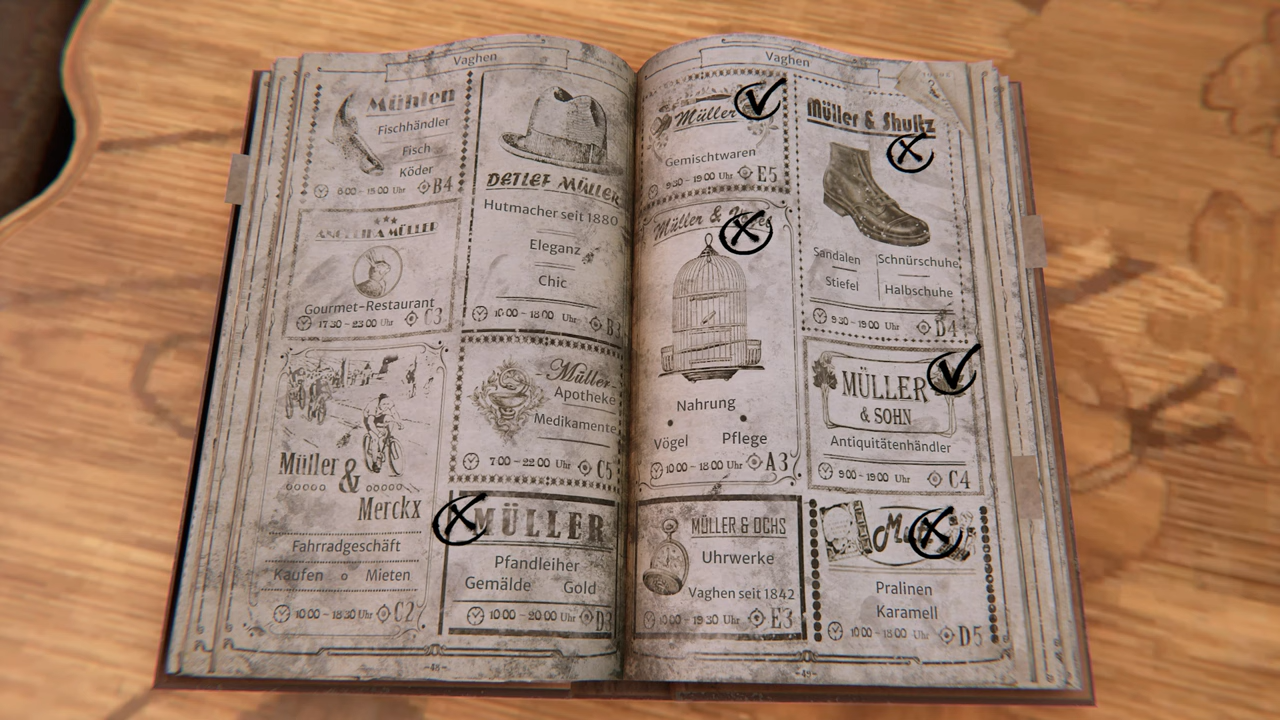 Vaghen
Mühlen
Fischhändler
Fisch
Köder
8:00 - 15:00 Uhr B4
ANGELIKA MÜLLER
Gourmet-Restaurant
17:30 - 23:00 Uhr C3
Müller
&
Merckx
Fahrradgeschäft
Kaufen o Mieten
10:00 - 18:30 Uhr C2
DETLEF MÜLLER
Hutmacher seit 1880
Eleganz
Chic
10:00 - 18:00 Uhr B3
Müller
Apotheke
Medikamente
7:00 - 22:00 Uhr C5
MÜLLER
Pfandleiher
Gemälde Gold
10:00 - 20:00 Uhr D3
-48-
Vaghen
Müller
Gemischtwaren
9:30 - 19:00 Uhr E5
Müller &
Nahrung
Vögel Pflege
10:00 - 18:00 Uhr A3
MÜLLER & OCHS
Uhrwerke
Vaghen seit 1842
10:00 - 19:30 Uhr E3
Müller & Shultz
Sandalen Schnürschuhe
Stiefel Halbschuhe
9:30 - 19:00 Uhr D4
MÜLLER
& SOHN
Antiquitätenhändler
9:00 - 19:00 Uhr C4
Pralinen
Karamell
10:00 - 18:00 Uhr D5
-49-